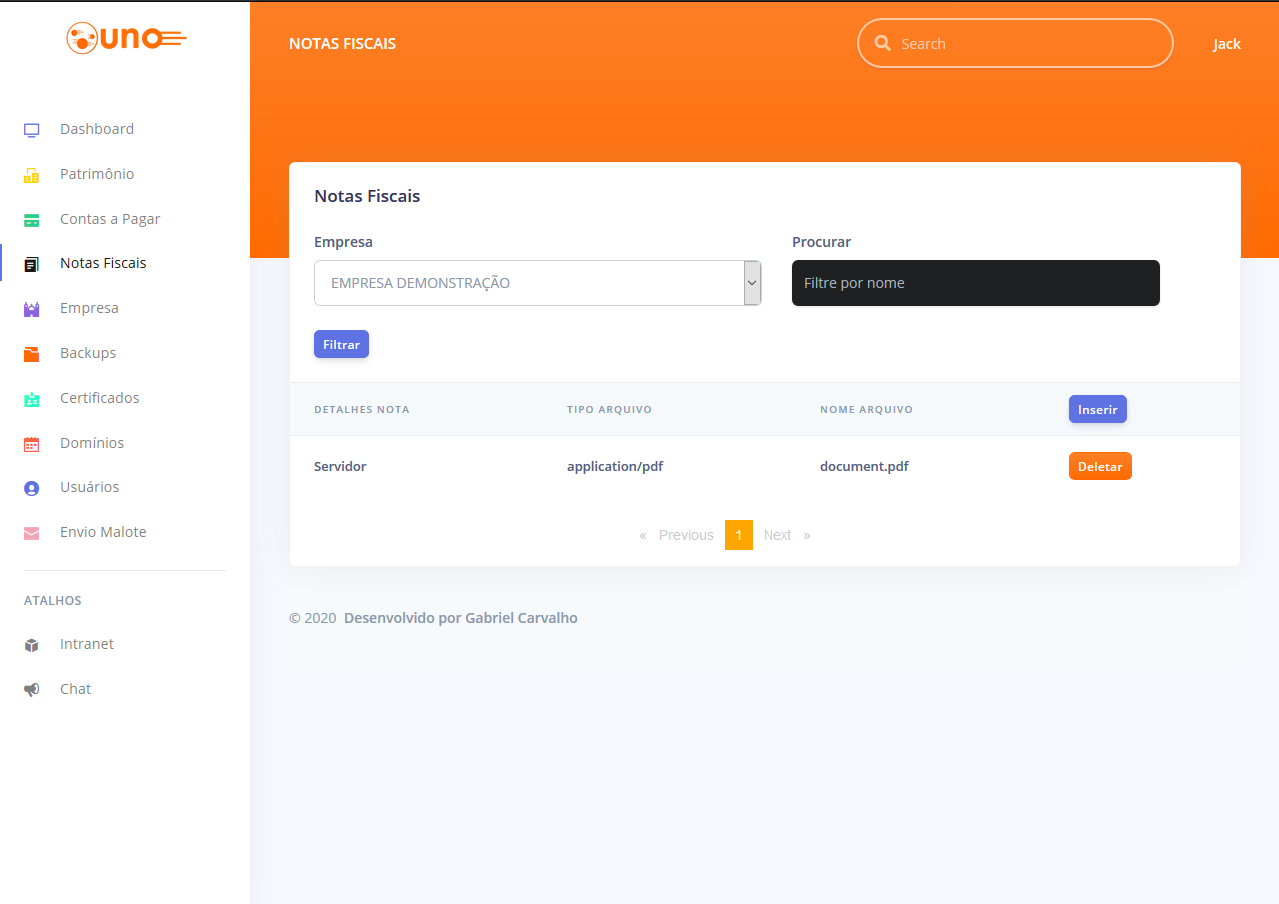 uno
NOTAS FISCAIS
Search
Jack
Dashboard
Patrimônio
Contas a Pagar
Notas Fiscais
Empresa
Backups
Certificados
Domínios
Usuários
Envio Malote
ATALHOS
Intranet
Chat
Notas Fiscais
Empresa
Procurar
EMPRESA DEMONSTRAÇÃO
Filtre por nome
Filtrar
DETALHES NOTA TIPO ARQUIVO NOME ARQUIVO Inserir
Servidor application/pdf document.pdf Deletar
« Previous 1 Next »
© 2020 Desenvolvido por Gabriel Carvalho